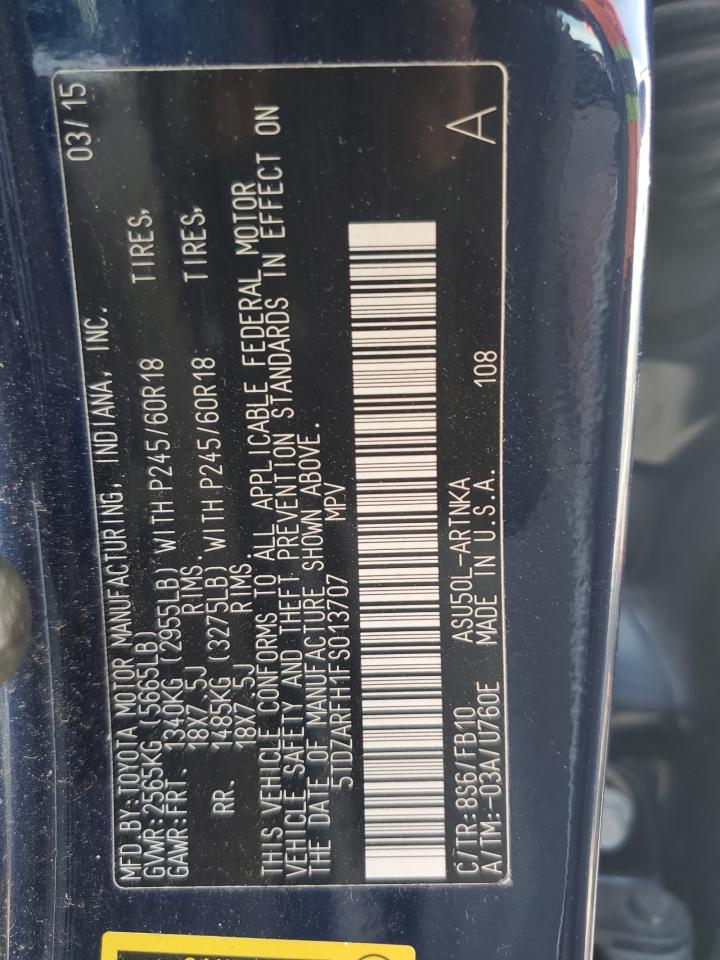 MFD.BY:TOYOTA MOTOR MANUFACTURING, INDIANA, INC. 03/15
GVWR:2565KG (5665LB)
GAWR:FRT. 1340KG (2955LB) WITH P245/60R18 TIRES,
18X7.5J RIMS.
RR. 1485KG (3275LB) WITH P245/60R18 TIRES,
18X7.5J RIMS.
THIS VEHICLE CONFORMS TO ALL APPLICABLE FEDERAL MOTOR
VEHICLE SAFETY AND THEFT PREVENTION STANDARDS IN EFFECT ON
THE DATE OF MANUFACTURE SHOWN ABOVE.
5TDZARFH1FS013707 MPV
C/TR:8S6/FB10 ASU50L-ARTNKA A
A/TM:-03A/U760E MADE IN U.S.A. 108